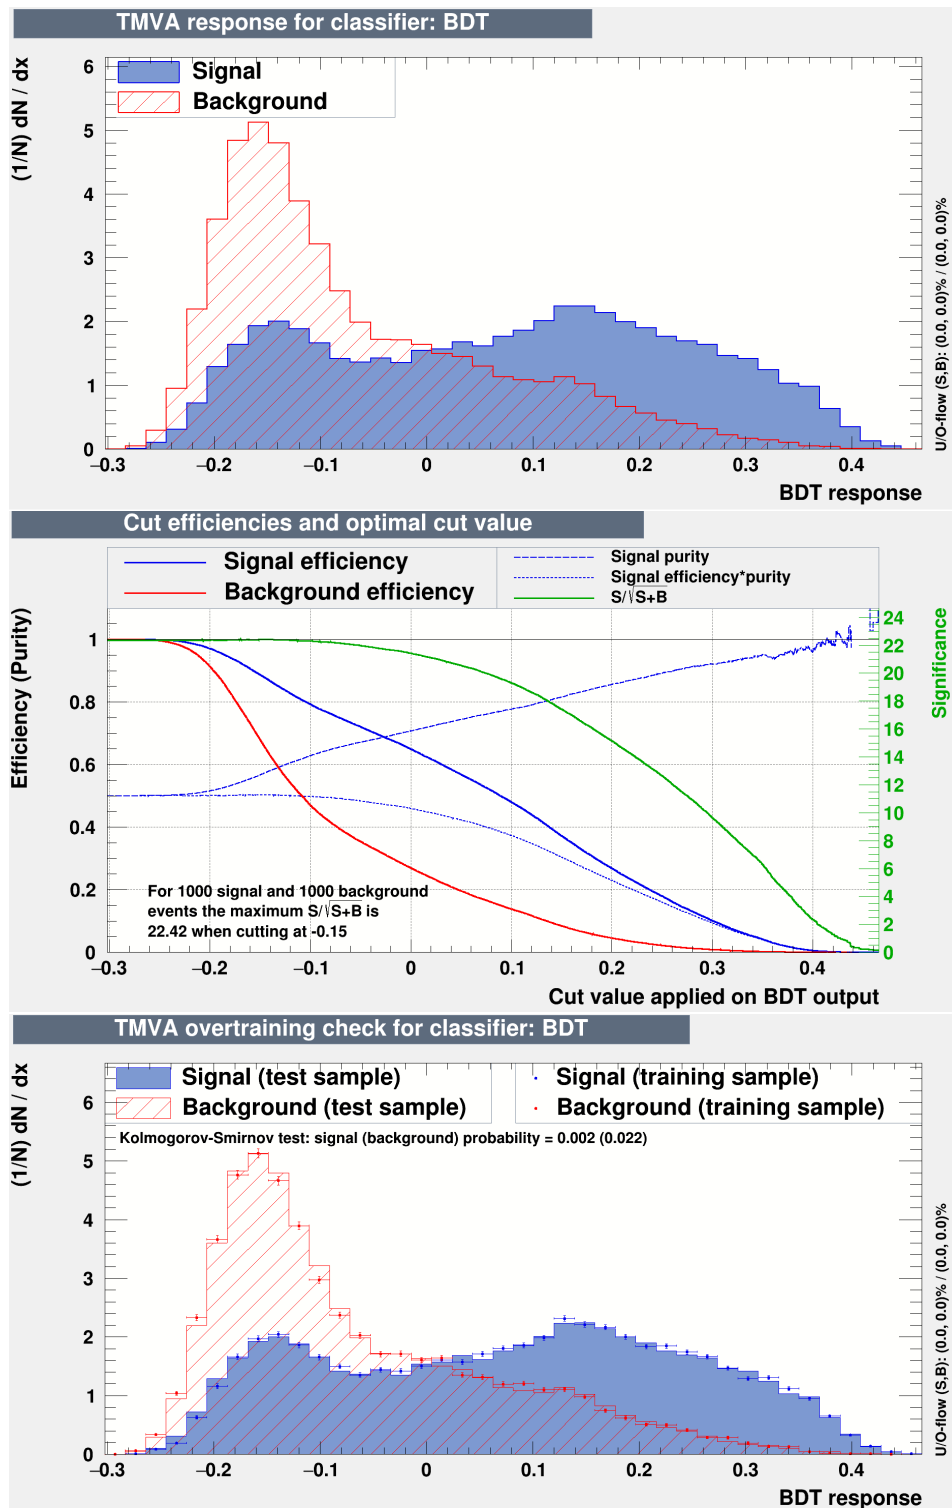 TMVA response for classifier: BDT
(1/N) dN / dx
Signal
Background
6
5
4
3
2
1
0
−0.3 −0.2 −0.1 0 0.1 0.2 0.3 0.4
BDT response
U/O-flow (S,B): (0.0, 0.0)% / (0.0, 0.0)%
Cut efficiencies and optimal cut value
Signal efficiency
Background efficiency
Signal purity
Signal efficiency*purity
S/√S+B
Efficiency (Purity)
1
0.8
0.6
0.4
0.2
0
24
22
20
18
16
14
12
10
8
6
4
2
0
Significance
For 1000 signal and 1000 background
events the maximum S/√S+B is
22.42 when cutting at -0.15
−0.3 −0.2 −0.1 0 0.1 0.2 0.3 0.4
Cut value applied on BDT output
TMVA overtraining check for classifier: BDT
(1/N) dN / dx
Signal (test sample)
Background (test sample)
Signal (training sample)
Background (training sample)
Kolmogorov-Smirnov test: signal (background) probability = 0.002 (0.022)
6
5
4
3
2
1
0
−0.3 −0.2 −0.1 0 0.1 0.2 0.3 0.4
BDT response
U/O-flow (S,B): (0.0, 0.0)% / (0.0, 0.0)%